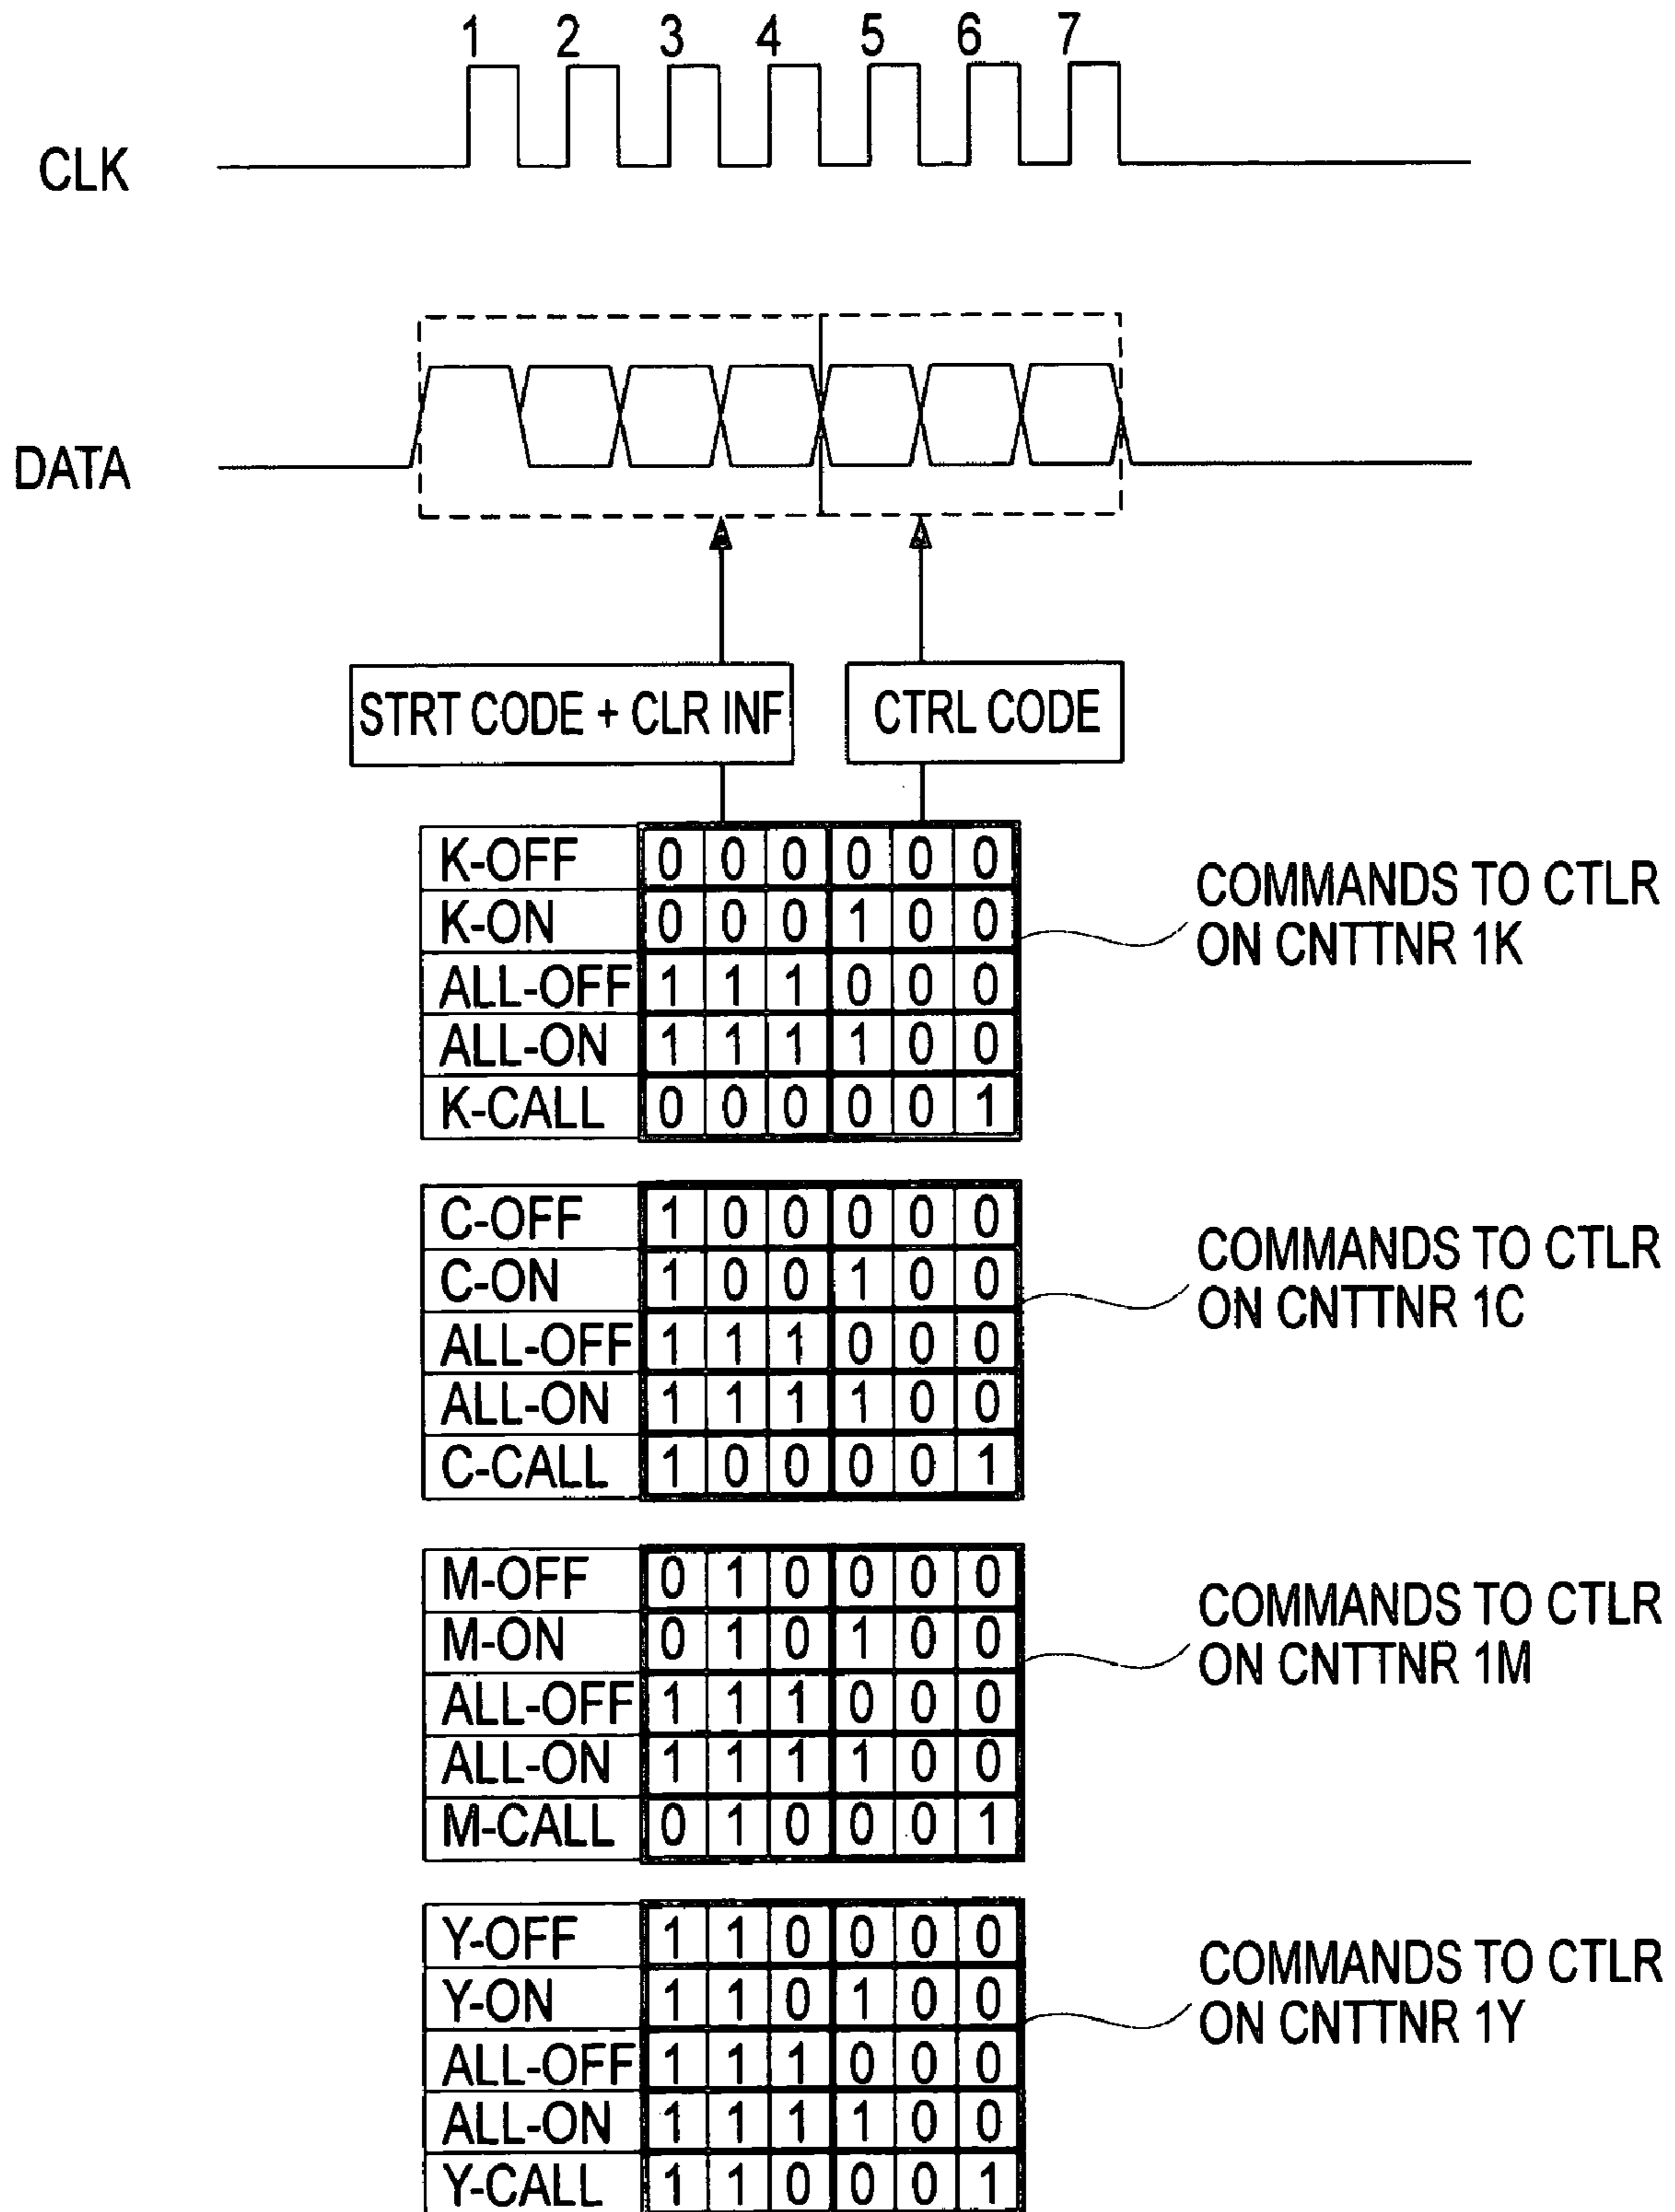 1 2 3 4 5 6 7
CLK
DATA
STRT CODE + CLR INF
CTRL CODE
K-OFF 0 0 0 0 0 0
K-ON 0 0 0 1 0 0
ALL-OFF 1 1 1 0 0 0
ALL-ON 1 1 1 1 0 0
K-CALL 0 0 0 0 0 1
COMMANDS TO CTLR
ON CNTTNR 1K
C-OFF 1 0 0 0 0 0
C-ON 1 0 0 1 0 0
ALL-OFF 1 1 1 0 0 0
ALL-ON 1 1 1 1 0 0
C-CALL 1 0 0 0 0 1
COMMANDS TO CTLR
ON CNTTNR 1C
M-OFF 0 1 0 0 0 0
M-ON 0 1 0 1 0 0
ALL-OFF 1 1 1 0 0 0
ALL-ON 1 1 1 1 0 0
M-CALL 0 1 0 0 0 1
COMMANDS TO CTLR
ON CNTTNR 1M
Y-OFF 1 1 0 0 0 0
Y-ON 1 1 0 1 0 0
ALL-OFF 1 1 1 0 0 0
ALL-ON 1 1 1 1 0 0
Y-CALL 1 1 0 0 0 1
COMMANDS TO CTLR
ON CNTTNR 1Y